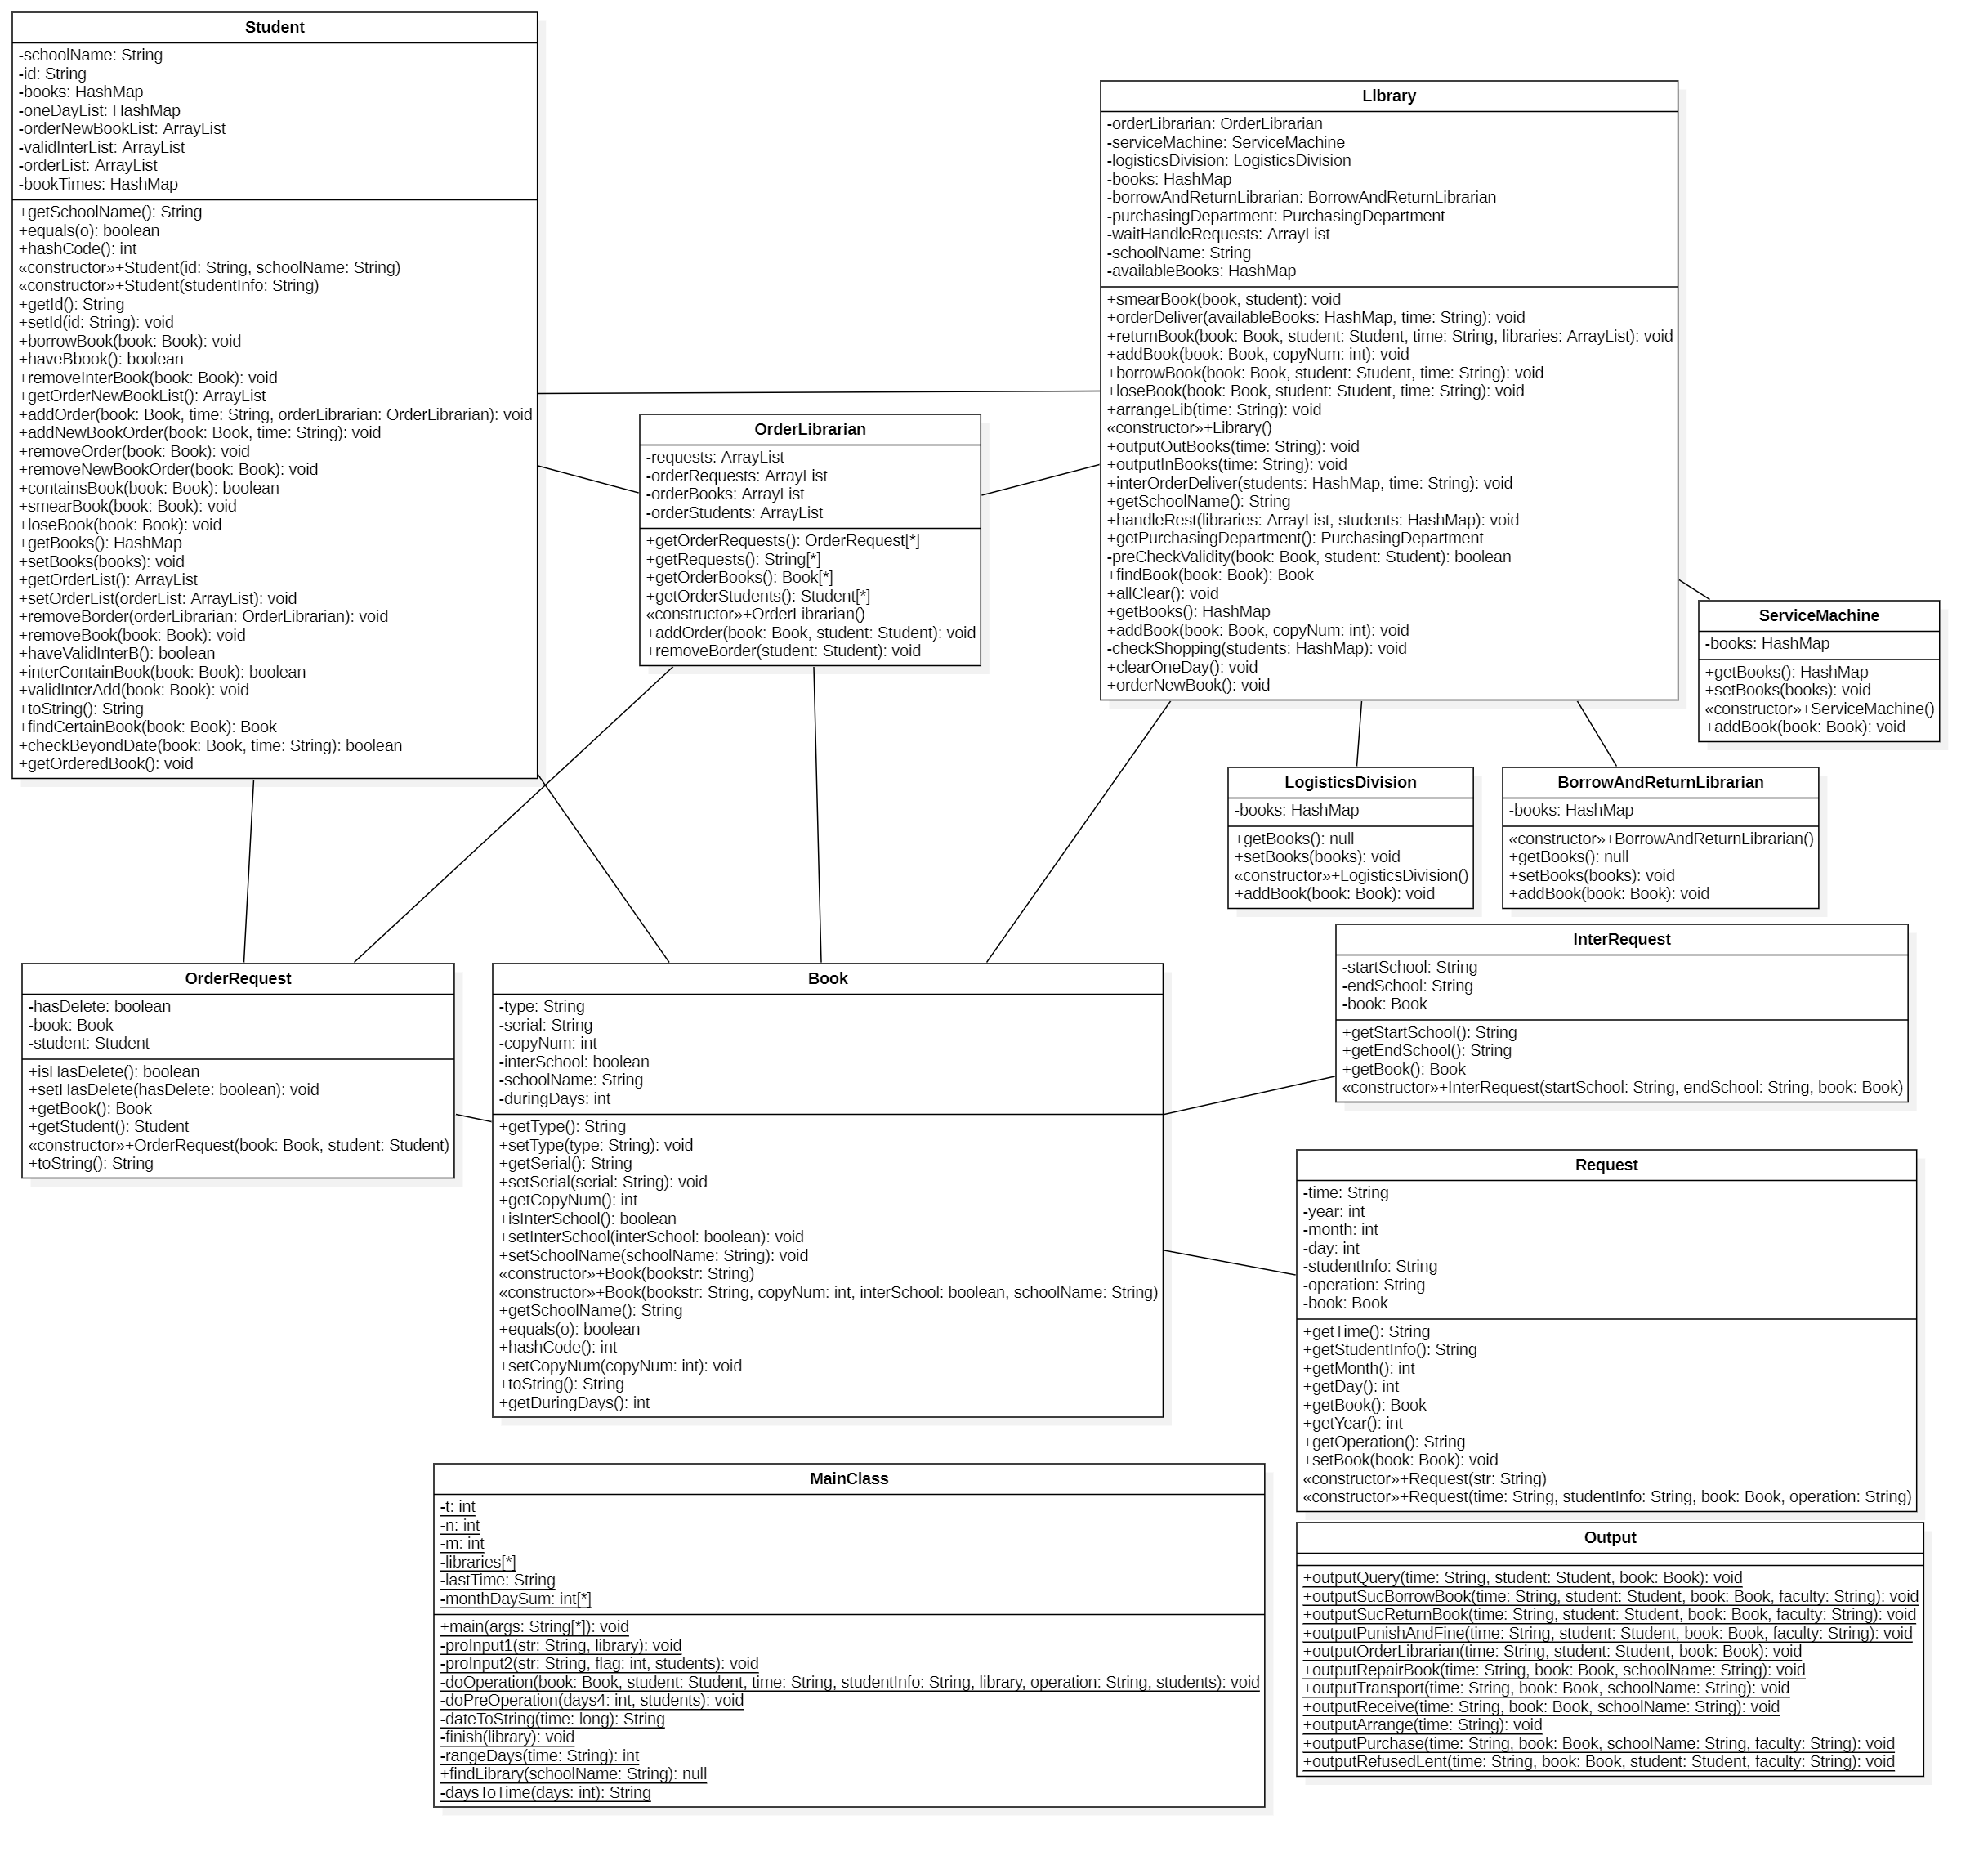 Student
-schoolName: String
-id: String
-books: HashMap
-oneDayList: HashMap
-orderNewBookList: ArrayList
-validInterList: ArrayList
-orderList: ArrayList
-bookTimes: HashMap
+getSchoolName(): String
+equals(o): boolean
+hashCode(): int
«constructor»+Student(id: String, schoolName: String)
«constructor»+Student(studentInfo: String)
+getId(): String
+setId(id: String): void
+borrowBook(book: Book): void
+haveBbook(): boolean
+removeInterBook(book: Book): void
+getOrderNewBookList(): ArrayList
+addOrder(book: Book, time: String, orderLibrarian: OrderLibrarian): void
+addNewBookOrder(book: Book, time: String): void
+removeOrder(book: Book): void
+removeNewBookOrder(book: Book): void
+containsBook(book: Book): boolean
+smearBook(book: Book): void
+loseBook(book: Book): void
+getBooks(): HashMap
+setBooks(books): void
+getOrderList(): ArrayList
+setOrderList(orderList: ArrayList): void
+removeBorder(orderLibrarian: OrderLibrarian): void
+removeBook(book: Book): void
+haveValidInterB(): boolean
+interContainBook(book: Book): boolean
+validInterAdd(book: Book): void
+toString(): String
+findCertainBook(book: Book): Book
+checkBeyondDate(book: Book, time: String): boolean
+getOrderedBook(): void
Library
-orderLibrarian: OrderLibrarian
-serviceMachine: ServiceMachine
-logisticsDivision: LogisticsDivision
-books: HashMap
-borrowAndReturnLibrarian: BorrowAndReturnLibrarian
-purchasingDepartment: PurchasingDepartment
-waitHandleRequests: ArrayList
-schoolName: String
-availableBooks: HashMap
+smearBook(book, student): void
+orderDeliver(availableBooks: HashMap, time: String): void
+returnBook(book: Book, student: Student, time: String, libraries: ArrayList): void
+addBook(book: Book, copyNum: int): void
+borrowBook(book: Book, student: Student, time: String): void
+loseBook(book: Book, student: Student, time: String): void
+arrangeLib(time: String): void
«constructor»+Library()
+outputOutBooks(time: String): void
+outputInBooks(time: String): void
+interOrderDeliver(students: HashMap, time: String): void
+getSchoolName(): String
+handleRest(libraries: ArrayList, students: HashMap): void
+getPurchasingDepartment(): PurchasingDepartment
-preCheckValidity(book: Book, student: Student): boolean
+findBook(book: Book): Book
+allClear(): void
+getBooks(): HashMap
+addBook(book: Book, copyNum: int): void
-checkShopping(students: HashMap): void
+clearOneDay(): void
+orderNewBook(): void
OrderLibrarian
-requests: ArrayList
-orderRequests: ArrayList
-orderBooks: ArrayList
-orderStudents: ArrayList
+getOrderRequests(): OrderRequest[*]
+getRequests(): String[*]
+getOrderBooks(): Book[*]
+getOrderStudents(): Student[*]
«constructor»+OrderLibrarian()
+addOrder(book: Book, student: Student): void
+removeBorder(student: Student): void
ServiceMachine
-books: HashMap
+getBooks(): HashMap
+setBooks(books): void
«constructor»+ServiceMachine()
+addBook(book: Book): void
LogisticsDivision
-books: HashMap
+getBooks(): null
+setBooks(books): void
«constructor»+LogisticsDivision()
+addBook(book: Book): void
BorrowAndReturnLibrarian
-books: HashMap
«constructor»+BorrowAndReturnLibrarian()
+getBooks(): null
+setBooks(books): void
+addBook(book: Book): void
OrderRequest
-hasDelete: boolean
-book: Book
-student: Student
+isHasDelete(): boolean
+setHasDelete(hasDelete: boolean): void
+getBook(): Book
+getStudent(): Student
«constructor»+OrderRequest(book: Book, student: Student)
+toString(): String
Book
-type: String
-serial: String
-copyNum: int
-interSchool: boolean
-schoolName: String
-duringDays: int
+getType(): String
+setType(type: String): void
+getSerial(): String
+setSerial(serial: String): void
+getCopyNum(): int
+isInterSchool(): boolean
+setInterSchool(interSchool: boolean): void
+setSchoolName(schoolName: String): void
«constructor»+Book(bookstr: String)
«constructor»+Book(bookstr: String, copyNum: int, interSchool: boolean, schoolName: String)
+getSchoolName(): String
+equals(o): boolean
+hashCode(): int
+setCopyNum(copyNum: int): void
+toString(): String
+getDuringDays(): int
InterRequest
-startSchool: String
-endSchool: String
-book: Book
+getStartSchool(): String
+getEndSchool(): String
+getBook(): Book
«constructor»+InterRequest(startSchool: String, endSchool: String, book: Book)
Request
-time: String
-year: int
-month: int
-day: int
-studentInfo: String
-operation: String
-book: Book
+getTime(): String
+getStudentInfo(): String
+getMonth(): int
+getDay(): int
+getBook(): Book
+getYear(): int
+getOperation(): String
+setBook(book: Book): void
«constructor»+Request(str: String)
«constructor»+Request(time: String, studentInfo: String, book: Book, operation: String)
MainClass
-t: int
-n: int
-m: int
-libraries[*]
-lastTime: String
-monthDaySum: int[*]
+main(args: String[*]): void
-proInput1(str: String, library): void
-proInput2(str: String, flag: int, students): void
-doOperation(book: Book, student: Student, time: String, studentInfo: String, library, operation: String, students): void
-doPreOperation(days4: int, students): void
-dateToString(time: long): String
-finish(library): void
-rangeDays(time: String): int
+findLibrary(schoolName: String): null
-daysToTime(days: int): String
Output
+outputQuery(time: String, student: Student, book: Book): void
+outputSucBorrowBook(time: String, student: Student, book: Book, faculty: String): void
+outputSucReturnBook(time: String, student: Student, book: Book, faculty: String): void
+outputPunishAndFine(time: String, student: Student, book: Book, faculty: String): void
+outputOrderLibrarian(time: String, student: Student, book: Book): void
+outputRepairBook(time: String, book: Book, schoolName: String): void
+outputTransport(time: String, book: Book, schoolName: String): void
+outputReceive(time: String, book: Book, schoolName: String): void
+outputArrange(time: String): void
+outputPurchase(time: String, book: Book, schoolName: String, faculty: String): void
+outputRefusedLent(time: String, book: Book, student: Student, faculty: String): void